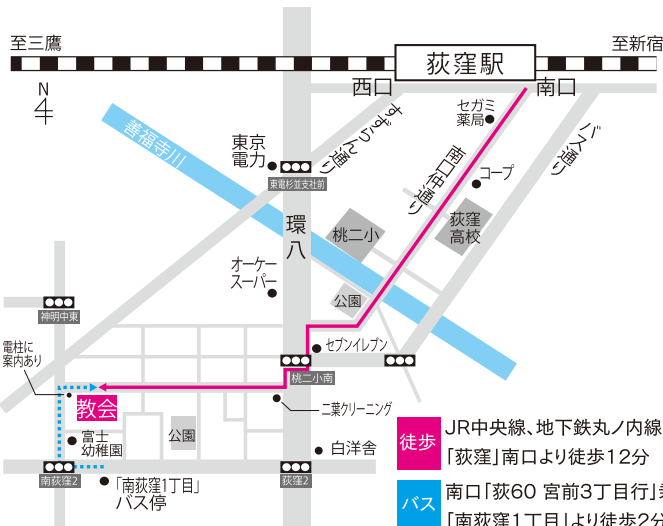 至三鷹
至新宿
荻窪駅
西口
南口
N
セガミ
薬局
すずらん通り
バス通り
善福寺川
東京
電力
南口仲通り
コープ
東電杉並支社前
環八
桃二小
荻窪
高校
オーケー
スーパー
公園
神明中東
セブンイレブン
電柱に
案内あり
桃二小南
教会
二葉クリーニング
富士
幼稚園
公園
白洋舎
南荻窪2
荻窪2
「南荻窪1丁目」
バス停
徒歩
JR中央線、地下鉄丸ノ内線
「荻窪」南口より徒歩12分
バス
南口「荻60 宮前3丁目行」
「南荻窪1丁目」より徒歩2分